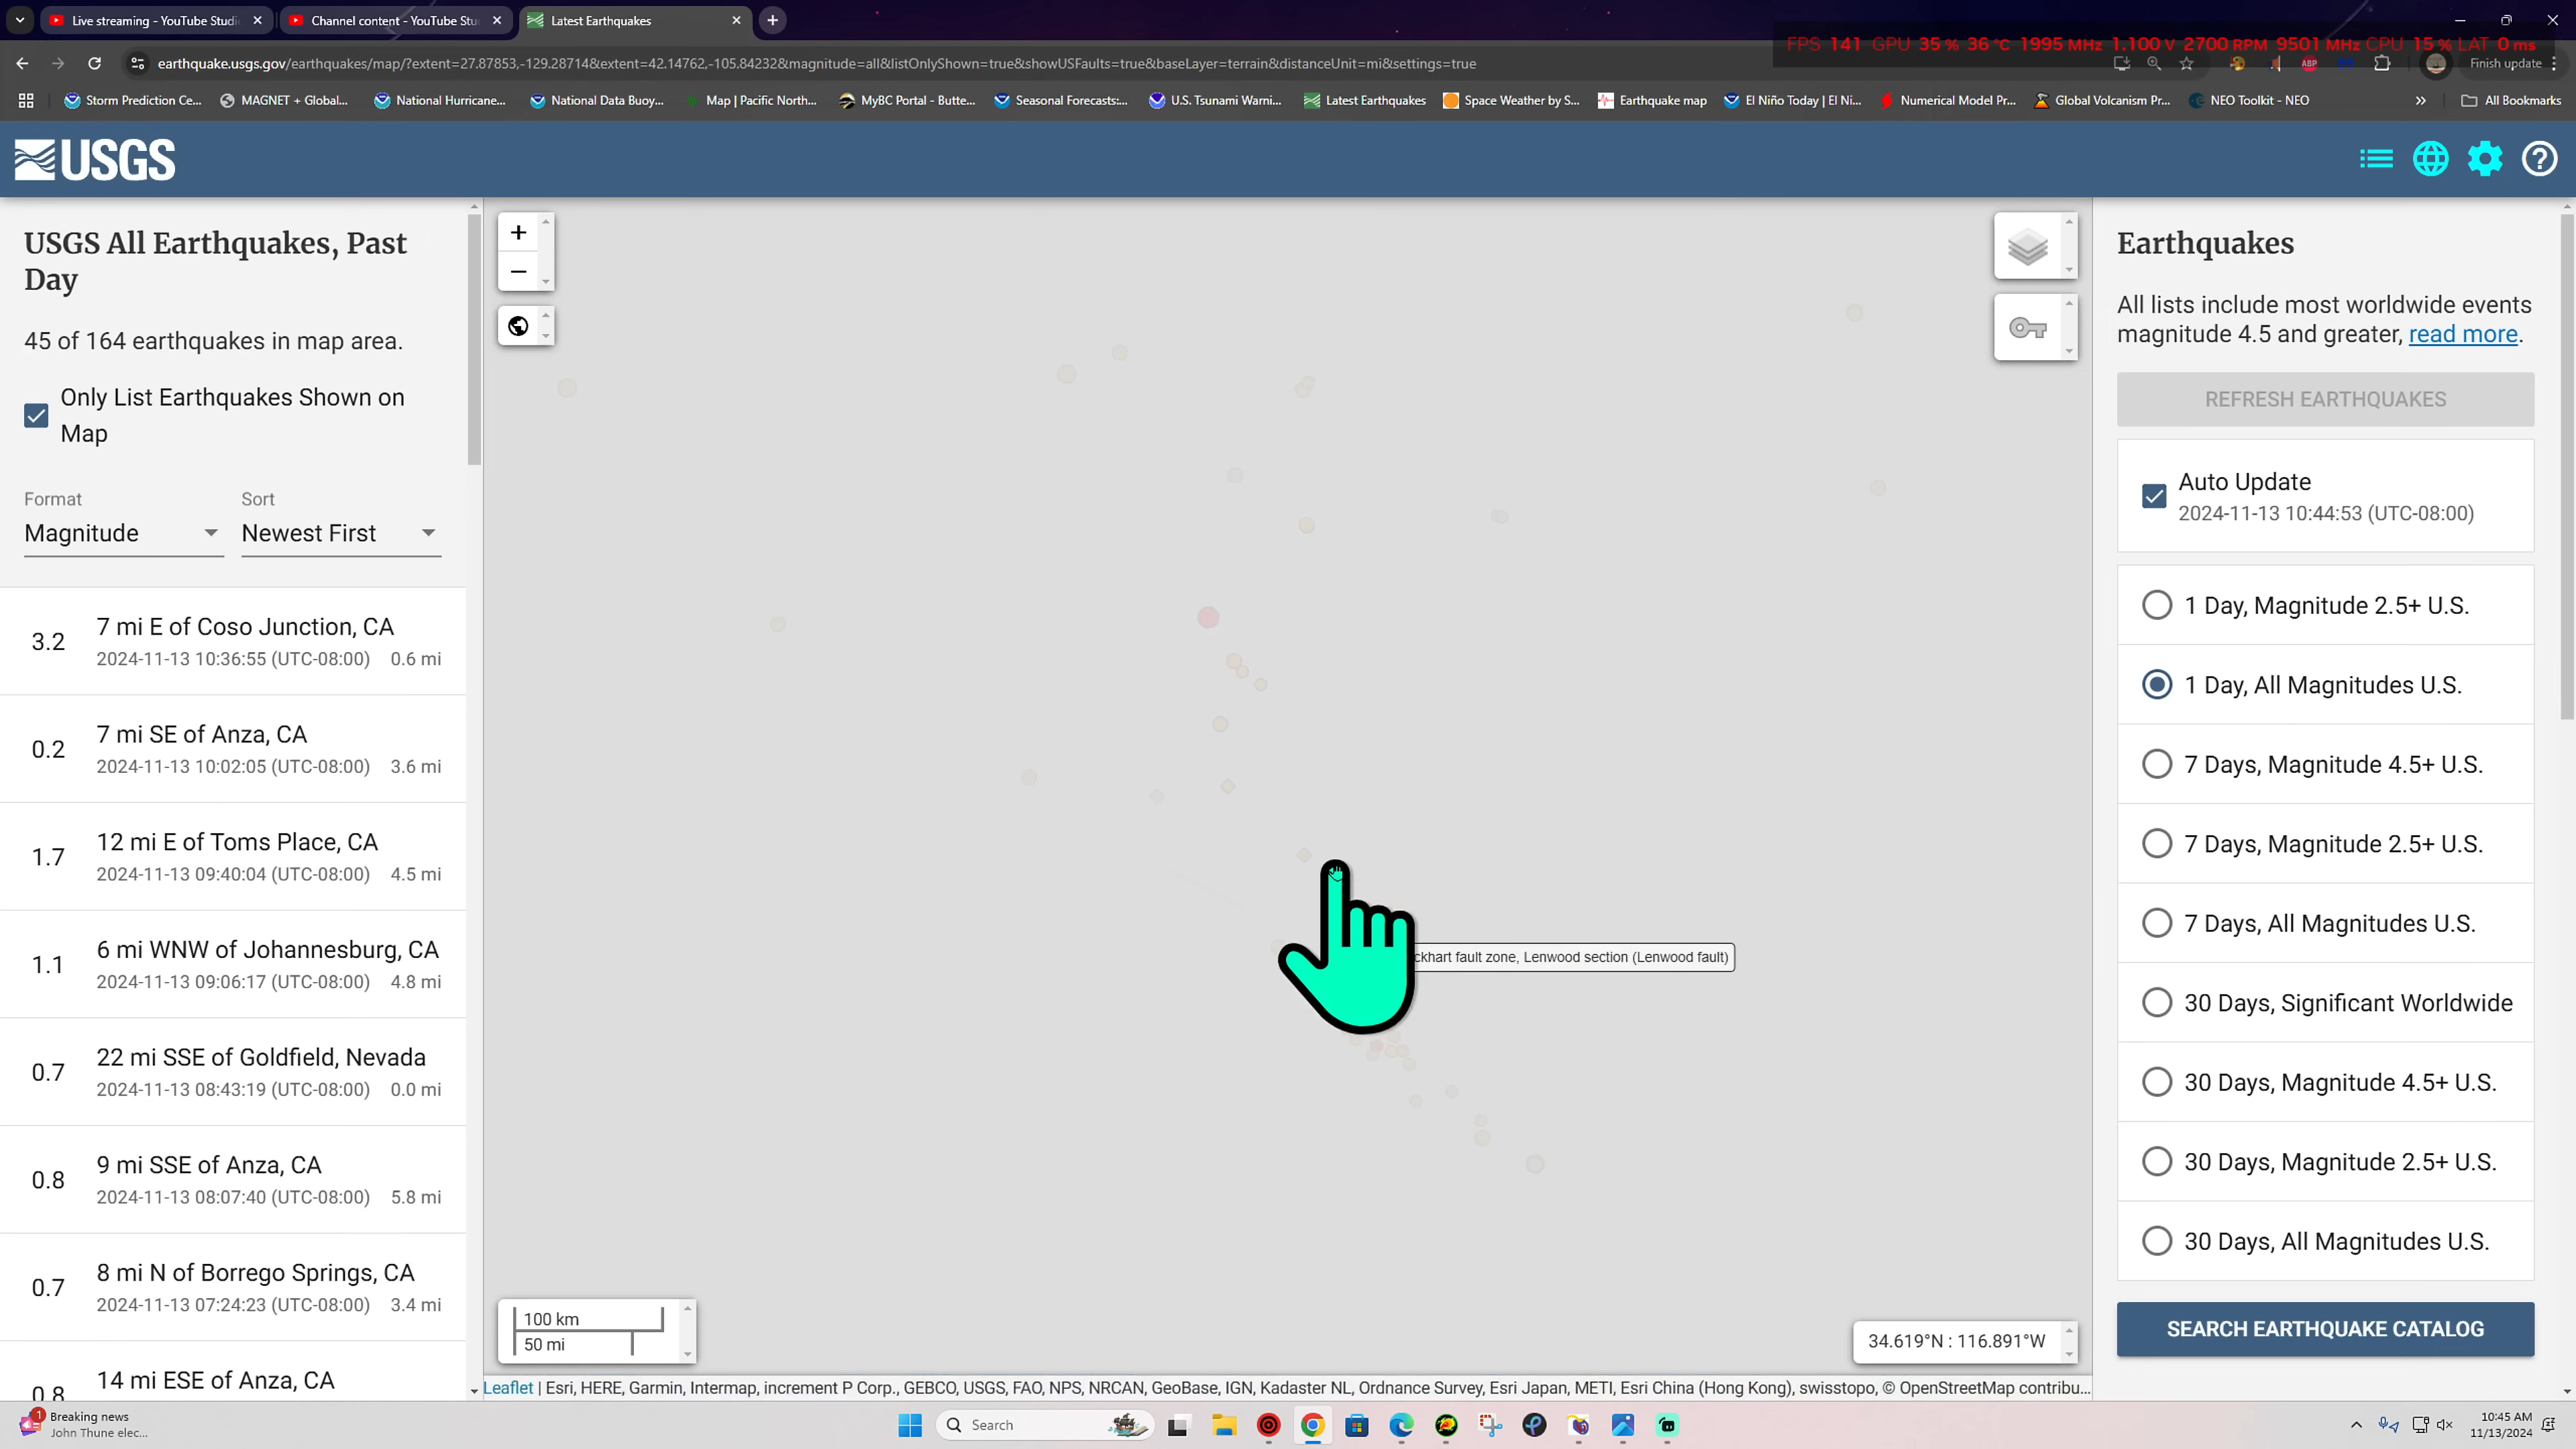 Live streaming - YouTube Studi
Channel content - YouTube Stu
Latest Earthquakes
FPS 141 GPU 35 % 36 °C 1995 MHz 1.100 V 2700 RPM 9501 MHz CPU 15 % LAT 0 ms
earthquake.usgs.gov/earthquakes/map/?extent=27.87853,-129.28714&extent=42.14762,-105.84232&magnitude=all&listOnlyShown=true&showUSFaults=true&baseLayer=terrain&distanceUnit=mi&settings=true
ABP
Finish update
Storm Prediction Ce...
MAGNET + Global...
National Hurricane...
National Data Buoy...
Map | Pacific North...
MyBC Portal - Butte...
Seasonal Forecasts:...
U.S. Tsunami Warni...
Latest Earthquakes
Space Weather by S...
Earthquake map
El Niño Today | El Ni...
Numerical Model Pr...
Global Volcanism Pr...
NEO Toolkit - NEO
All Bookmarks
USGS
USGS All Earthquakes, Past
Day
45 of 164 earthquakes in map area.
Only List Earthquakes Shown on
Map
Format
Sort
Magnitude
Newest First
3.2
7 mi E of Coso Junction, CA
2024-11-13 10:36:55 (UTC-08:00) 0.6 mi
0.2
7 mi SE of Anza, CA
2024-11-13 10:02:05 (UTC-08:00) 3.6 mi
1.7
12 mi E of Toms Place, CA
2024-11-13 09:40:04 (UTC-08:00) 4.5 mi
1.1
6 mi WNW of Johannesburg, CA
2024-11-13 09:06:17 (UTC-08:00) 4.8 mi
0.7
22 mi SSE of Goldfield, Nevada
2024-11-13 08:43:19 (UTC-08:00) 0.0 mi
0.8
9 mi SSE of Anza, CA
2024-11-13 08:07:40 (UTC-08:00) 5.8 mi
0.7
8 mi N of Borrego Springs, CA
2024-11-13 07:24:23 (UTC-08:00) 3.4 mi
0.8
14 mi ESE of Anza, CA
+
−
ckhart fault zone, Lenwood section (Lenwood fault)
100 km
50 mi
34.619°N : 116.891°W
Leaflet | Esri, HERE, Garmin, Intermap, increment P Corp., GEBCO, USGS, FAO, NPS, NRCAN, GeoBase, IGN, Kadaster NL, Ordnance Survey, Esri Japan, METI, Esri China (Hong Kong), swisstopo, © OpenStreetMap contribu...
Earthquakes
All lists include most worldwide events
magnitude 4.5 and greater, read more.
REFRESH EARTHQUAKES
Auto Update
2024-11-13 10:44:53 (UTC-08:00)
1 Day, Magnitude 2.5+ U.S.
1 Day, All Magnitudes U.S.
7 Days, Magnitude 4.5+ U.S.
7 Days, Magnitude 2.5+ U.S.
7 Days, All Magnitudes U.S.
30 Days, Significant Worldwide
30 Days, Magnitude 4.5+ U.S.
30 Days, Magnitude 2.5+ U.S.
30 Days, All Magnitudes U.S.
SEARCH EARTHQUAKE CATALOG
1
Breaking news
John Thune elec...
Search
10:45 AM
11/13/2024